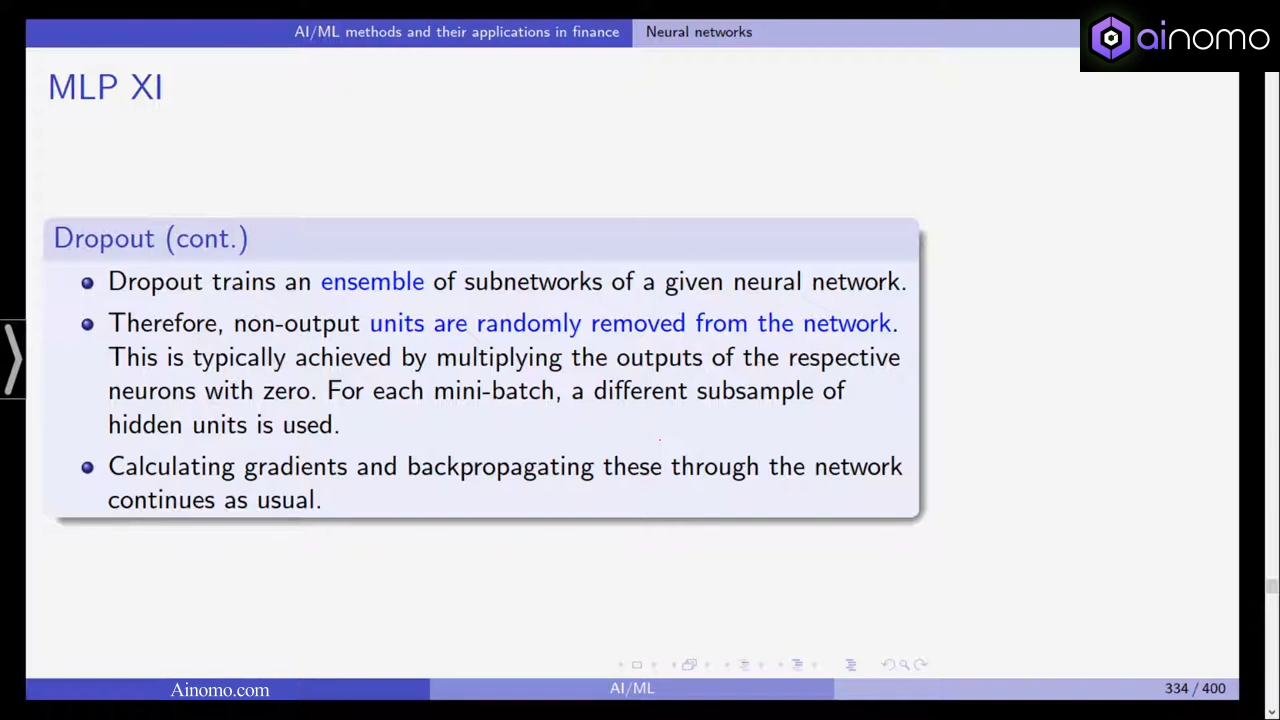 AI/ML methods and their applications in finance
Neural networks
ainomo
MLP XI
Dropout (cont.)
Dropout trains an ensemble of subnetworks of a given neural network.
Therefore, non-output units are randomly removed from the network.
This is typically achieved by multiplying the outputs of the respective
neurons with zero. For each mini-batch, a different subsample of
hidden units is used.
Calculating gradients and backpropagating these through the network
continues as usual.
Ainomo.com
AI/ML
334 / 400